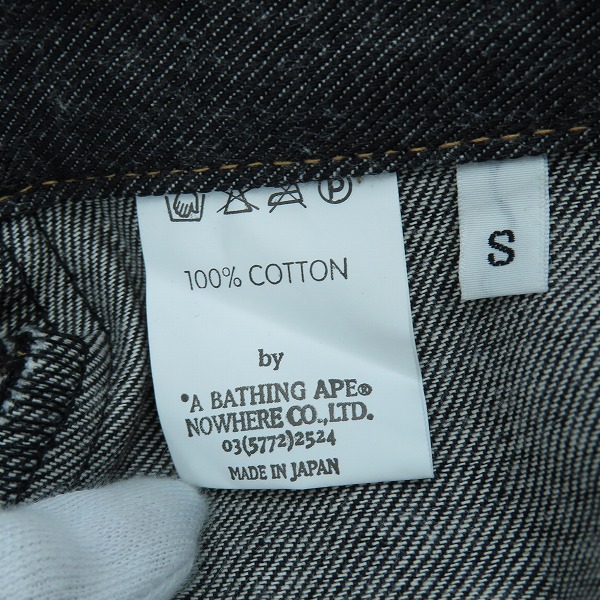 P
100% COTTON
S
by
"A BATHING APE®
NOWHERE CO.,LTD.
03(5772)2524
MADE IN JAPAN